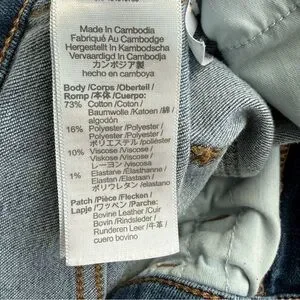 Made In Cambodia
Fabriqué Au Cambodge
Hergestellt In Kambodscha
Vervaardigd In Cambodja
カンボジア製
hecho en camboya
Body /Corps /Oberteil /
Romp /本体 /Cuerpo:
73% Cotton /Coton /
Baumwolle /Katoen /綿 /
algodón
16% Polyester /Polyester /
Polyester /Polyester /
ポリエステル /poliéster
10% Viscose /Viscose /
Viskose /Viscose /
レーヨン /viscosa
1% Elastane /Élasthanne /
Elastan /Elastaan /
ポリウレタン /elastano
Patch /Pièce /Flecken /
Lapje /ワッペン /Parche:
Bovine Leather /Cuir
Bovin /Rindsleder /
Runderen Leer /牛革 /
cuero bovino